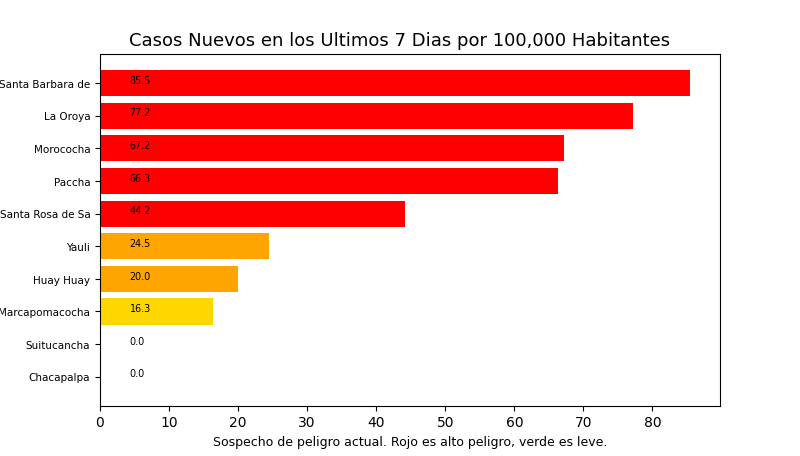 Casos Nuevos en los Ultimos 7 Dias por 100,000 Habitantes
Santa Barbara de 85.5
La Oroya 77.2
Morococha 67.2
Paccha 66.3
Santa Rosa de Sa 44.2
Yauli 24.5
Huay Huay 20.0
Marcapomacocha 16.3
Suitucancha 0.0
Chacapalpa 0.0
0 10 20 30 40 50 60 70 80
Sospecho de peligro actual. Rojo es alto peligro, verde es leve.